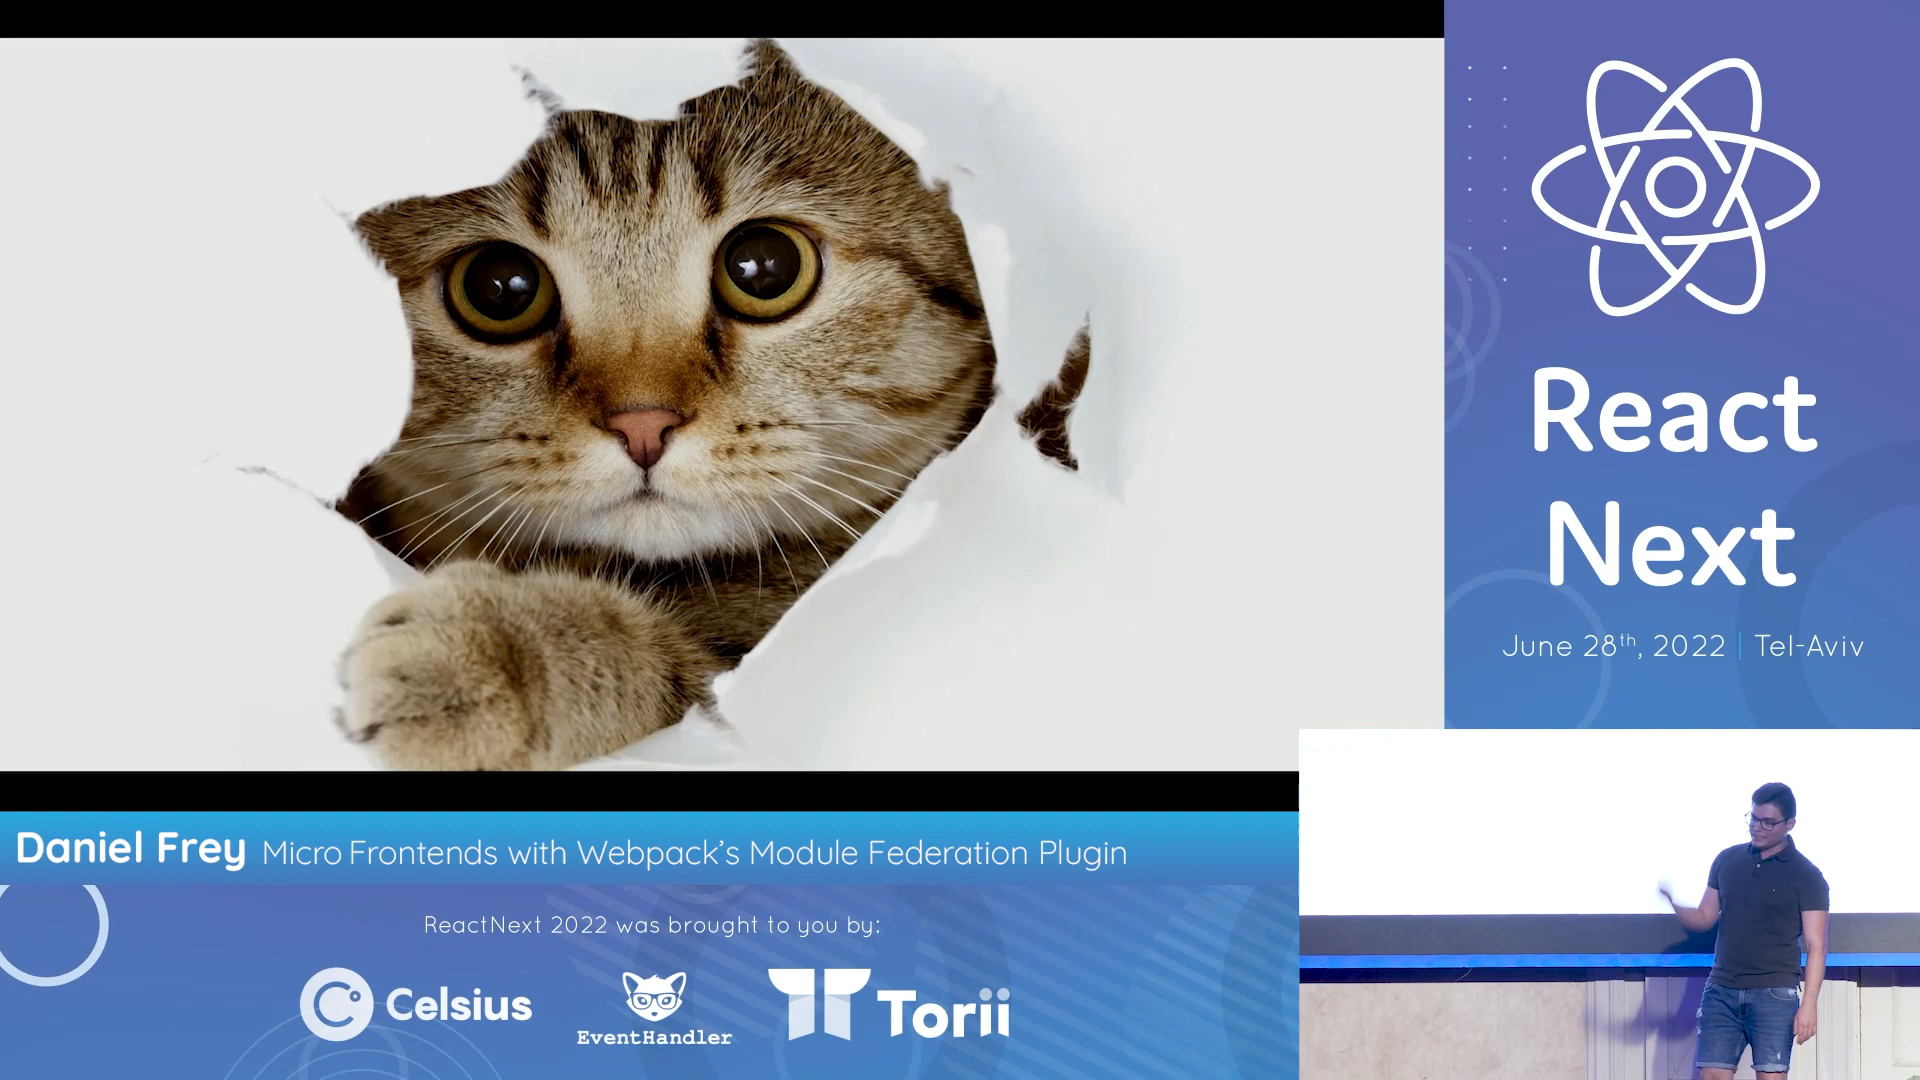 React
Next
June 28th, 2022 | Tel-Aviv
Daniel Frey Micro Frontends with Webpack's Module Federation Plugin
ReactNext 2022 was brought to you by:
Celsius
EventHandler
Torii